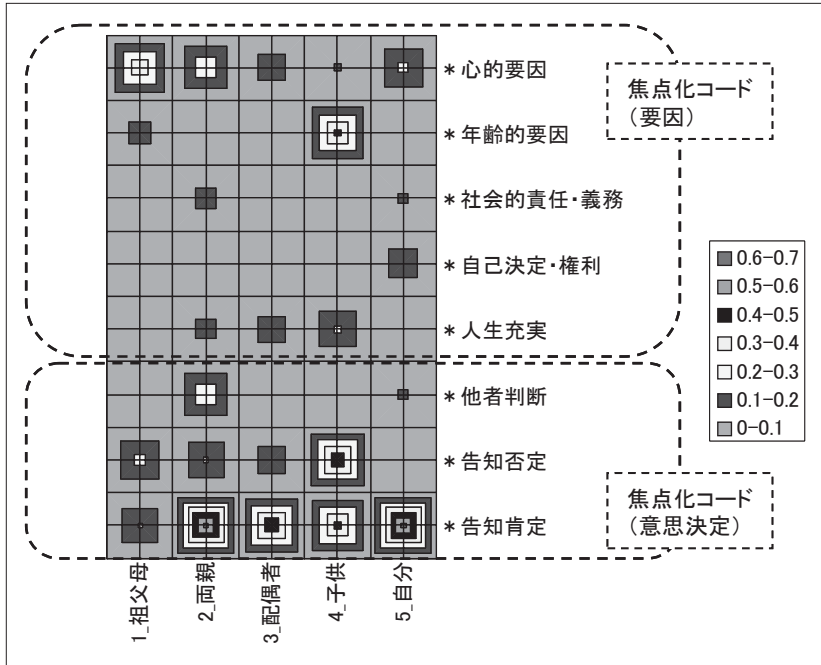 ＊心的要因
＊年齢的要因
＊社会的責任・義務
＊自己決定・権利
＊人生充実
＊他者判断
＊告知否定
＊告知肯定
焦点化コード
（要因）
焦点化コード
（意思決定）
0.6−0.7
0.5−0.6
0.4−0.5
0.3−0.4
0.2−0.3
0.1−0.2
0−0.1
1_祖父母
2_両親
3_配偶者
4_子供
5_自分